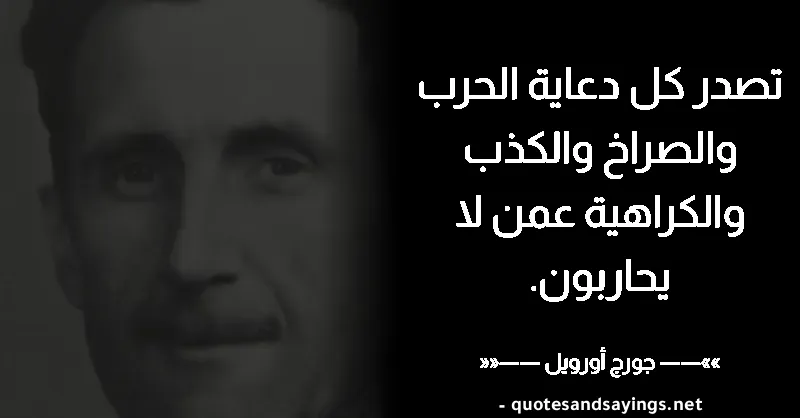 تصدر كل دعاية الحرب
والصراخ والكذب
والكراهية عمن لا
يحاربون.
»»—— جورج أورويل ——««
- quotesandsayings.net